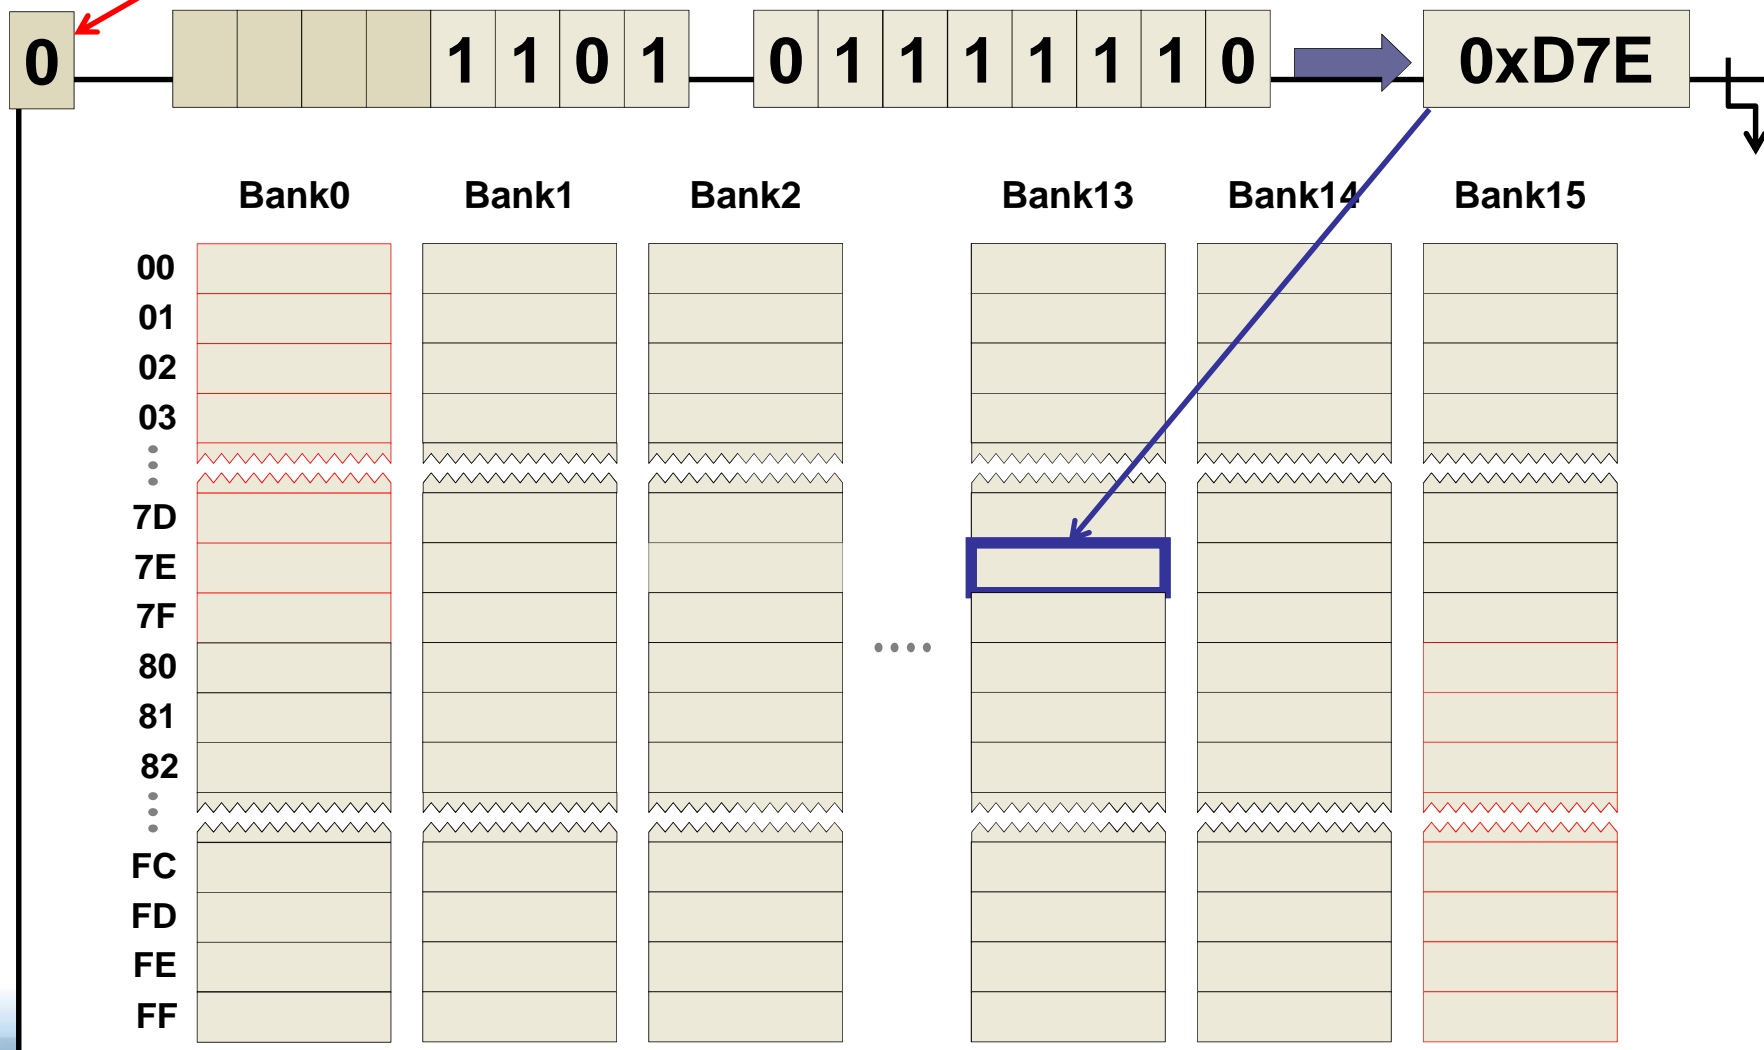 0 1 1 0 1 0 1 1 1 1 1 1 0 0xD7E
Bank0 Bank1 Bank2 Bank13 Bank14 Bank15
00
01
02
03
7D
7E
7F
80
81
82
FC
FD
FE
FF